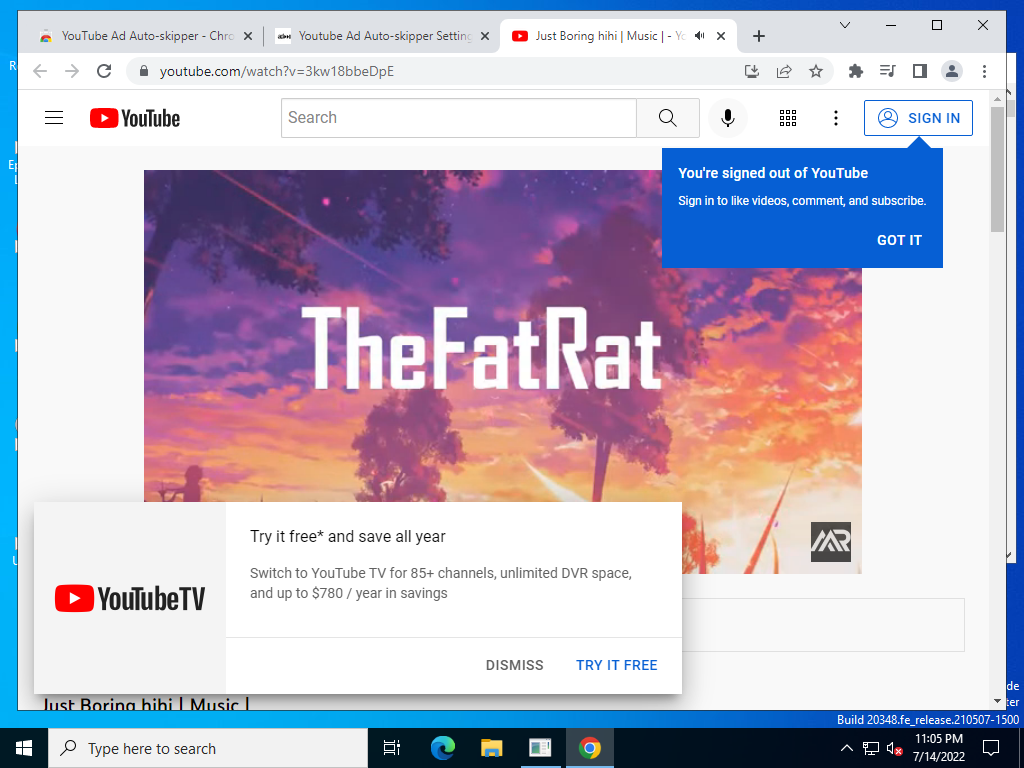 YouTube Ad Auto-skipper - Chro
Youtube Ad Auto-skipper Setting
Just Boring hihi | Music | - Yo
youtube.com/watch?v=3kw18bbeDpE
YouTube
Search
SIGN IN
You're signed out of YouTube
Sign in to like videos, comment, and subscribe.
GOT IT
TheFatRat
MR
Try it free* and save all year
Switch to YouTube TV for 85+ channels, unlimited DVR space,
and up to $780 / year in savings
YouTubeTV
DISMISS
TRY IT FREE
Just Boring hihi | Music |
Build 20348.fe_release.210507-1500
Type here to search
11:05 PM
7/14/2022